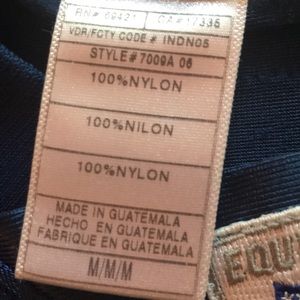 RN# 69421 CA# 17335
VDR/FCTY CODE # INDN05
STYLE# 7009A 06
100%NYLON
100%NILON
100%NYLON
MADE IN GUATEMALA
HECHO EN GUATEMALA
FABRIQUE EN GUATEMALA
M/M/M
EQUI